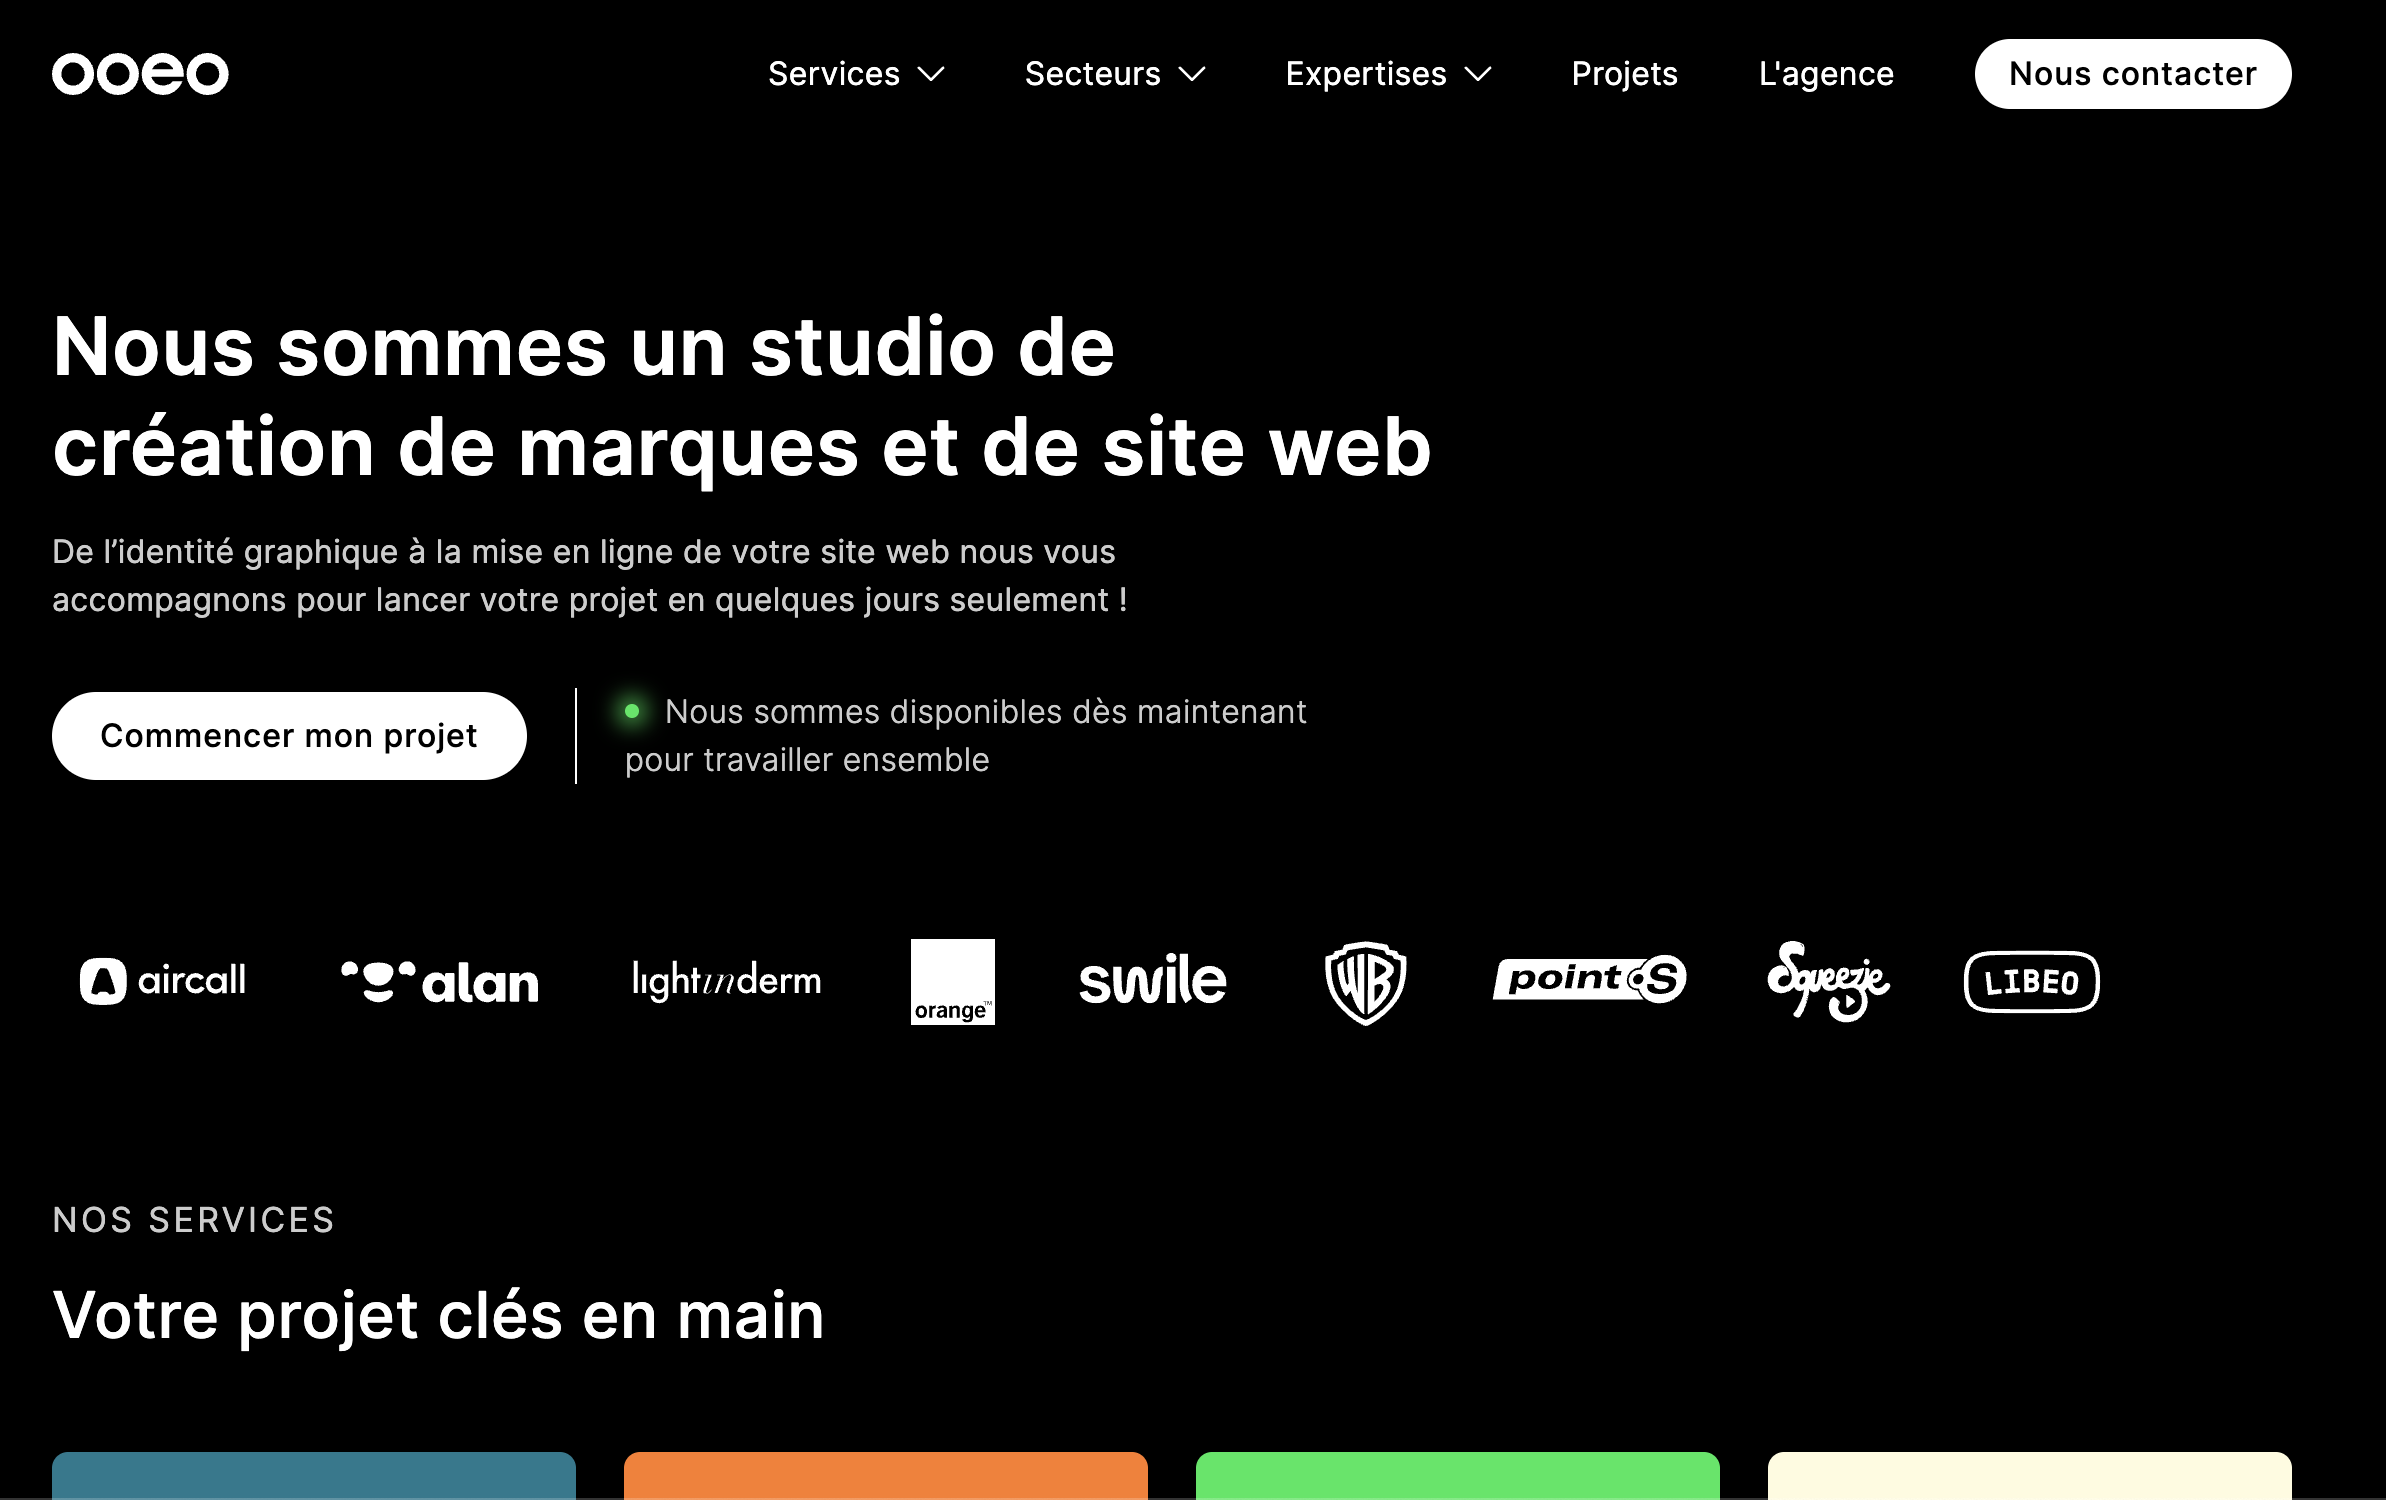 ooeo
Services
Secteurs
Expertises
Projets
L'agence
Nous contacter
Nous sommes un studio de
création de marques et de site web
De l’identité graphique à la mise en ligne de votre site web nous vous
accompagnons pour lancer votre projet en quelques jours seulement !
Commencer mon projet
Nous sommes disponibles dès maintenant
pour travailler ensemble
aircall
alan
lightinderm
orange™
swile
WB
point S
Squeezie
LIBEO
NOS SERVICES
Votre projet clés en main